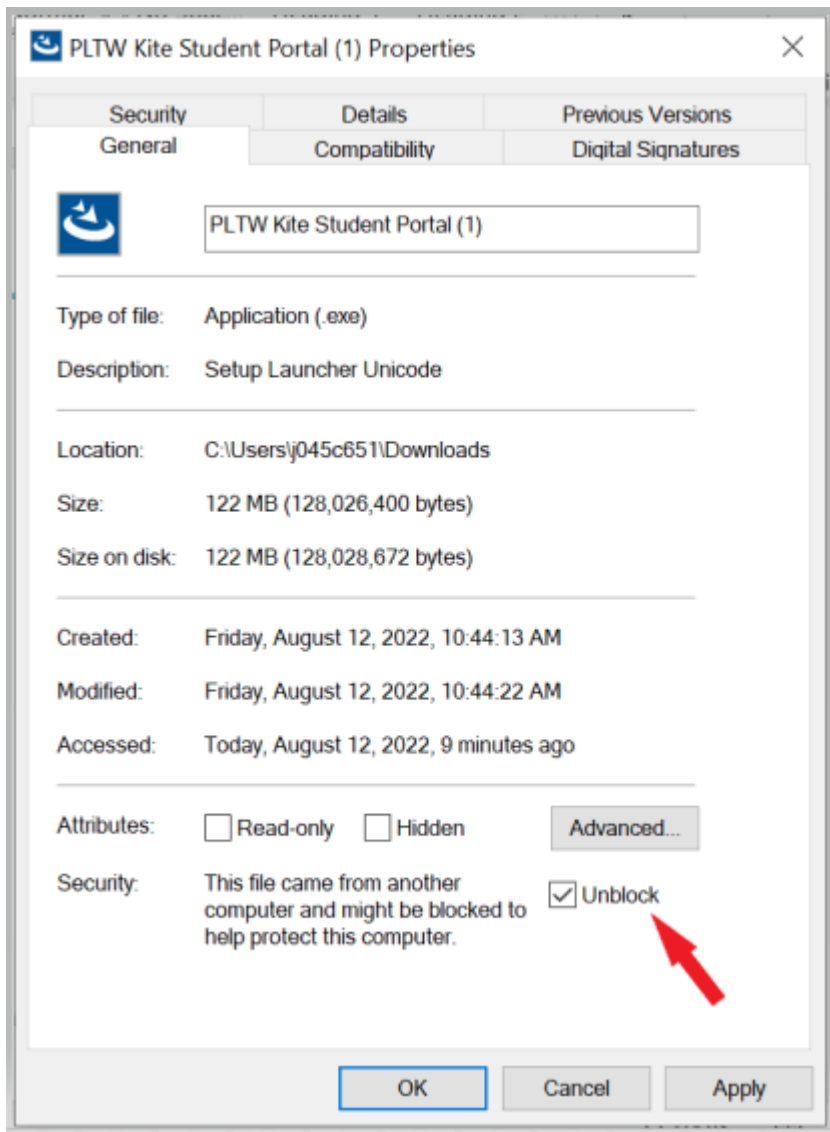 PLTW Kite Student Portal (1) Properties
Security Details Previous Versions
General Compatibility Digital Signatures
PLTW Kite Student Portal (1)
Type of file: Application (.exe)
Description: Setup Launcher Unicode
Location: C:\Users\j045c651\Downloads
Size: 122 MB (128,026,400 bytes)
Size on disk: 122 MB (128,028,672 bytes)
Created: Friday, August 12, 2022, 10:44:13 AM
Modified: Friday, August 12, 2022, 10:44:22 AM
Accessed: Today, August 12, 2022, 9 minutes ago
Attributes: Read-only Hidden Advanced...
Security: This file came from another
computer and might be blocked to
help protect this computer.
Unblock
OK Cancel Apply